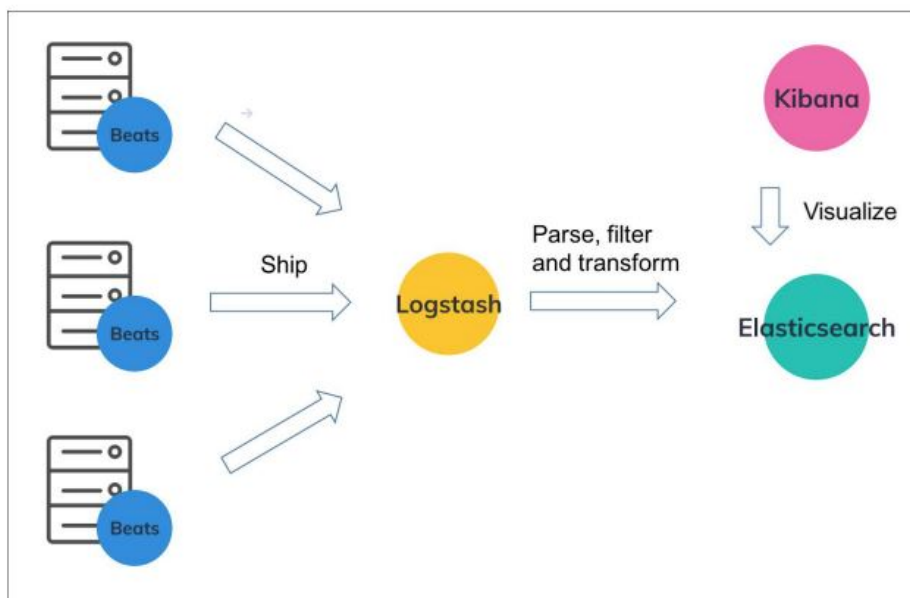 Beats
Kibana
Visualize
Parse, filter
and transform
Ship
Logstash
Beats
Elasticsearch
Beats